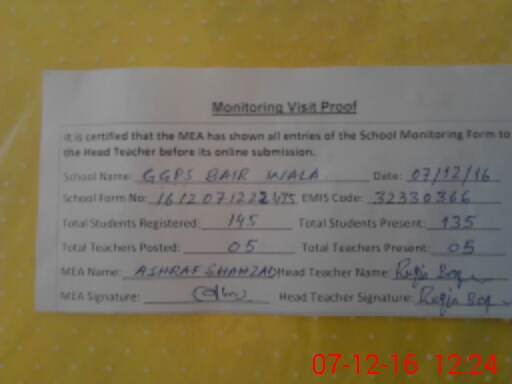 Monitoring Visit Proof
It is certified that the MEA has shown all entries of the School Monitoring Form to
the Head Teacher before its online submission.
School Name: GGPS BAIR WALA Date: 07/12/16
School Form No: 1612071222495 EMIS Code: 32330366
Total Students Registered: 145 Total Students Present: 135
Total Teachers Posted: 05 Total Teachers Present: 05
MEA Name: ASHRAF SHAHZAD Head Teacher Name:
MEA Signature: Head Teacher Signature:
07-12-16 12:24